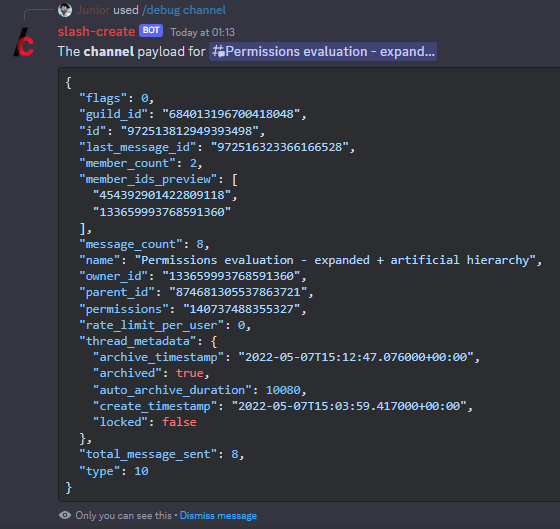 Junior used /debug channel
slash-create BOT Today at 01:13
The channel payload for #Permissions evaluation - expand...
{
"flags": 0,
"guild_id": "684013196700418048",
"id": "972513812949393498",
"last_message_id": "972516323366166528",
"member_count": 2,
"member_ids_preview": [
"454392901422809118",
"133659993768591360"
],
"message_count": 8,
"name": "Permissions evaluation - expanded + artificial hierarchy",
"owner_id": "133659993768591360",
"parent_id": "874681305537863721",
"permissions": "140737488355327",
"rate_limit_per_user": 0,
"thread_metadata": {
"archive_timestamp": "2022-05-07T15:12:47.076000+00:00",
"archived": true,
"auto_archive_duration": 10080,
"create_timestamp": "2022-05-07T15:03:59.417000+00:00",
"locked": false
},
"total_message_sent": 8,
"type": 10
}
Only you can see this • Dismiss message